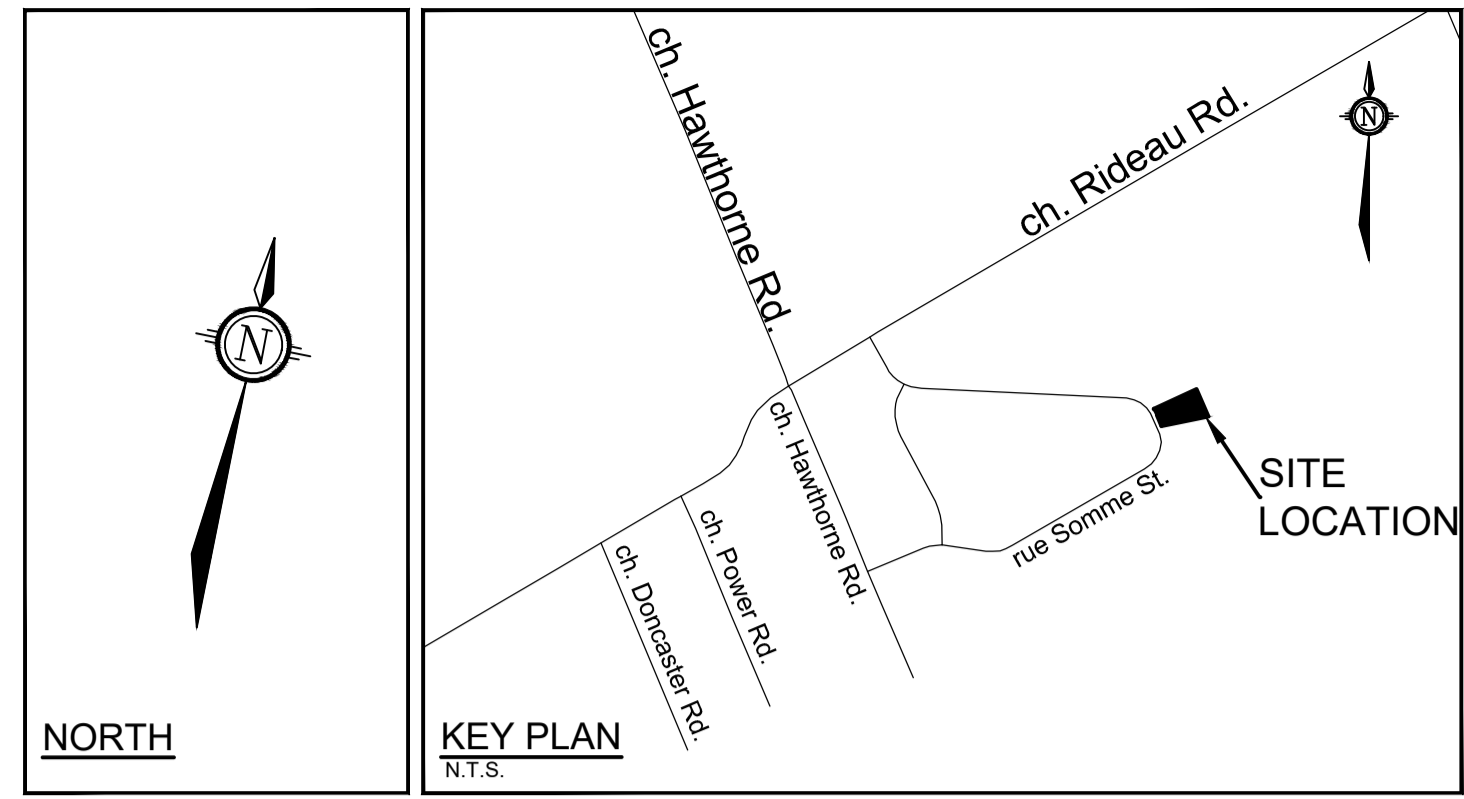 N
NORTH
ch. Hawthorne Rd.
ch. Rideau Rd.
N
ch. Hawthorne Rd.
SITE
LOCATION
rue Somme St.
ch. Power Rd.
ch. Doncaster Rd.
KEY PLAN
N.T.S.